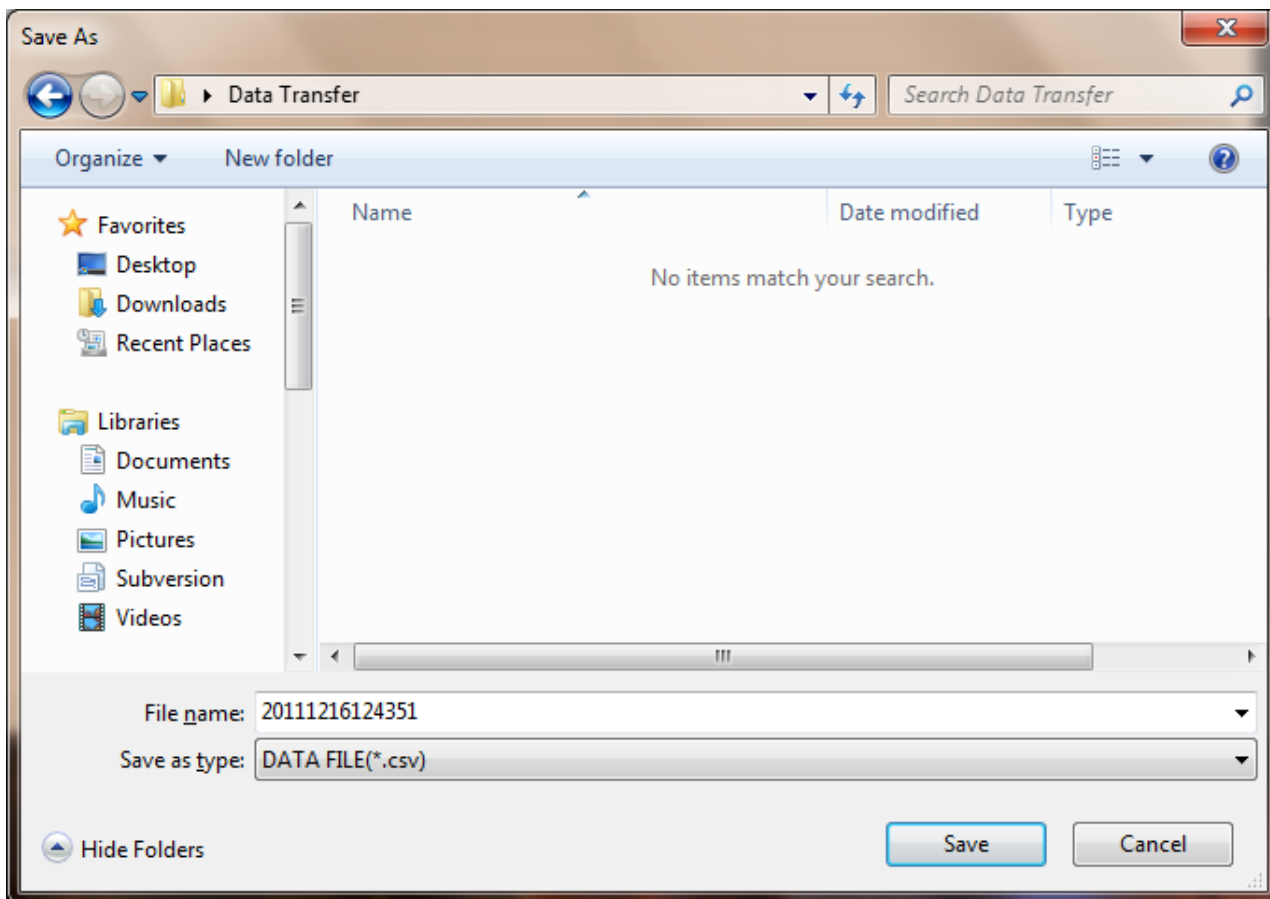 Save As
Data Transfer
Search Data Transfer
Organize
New folder
Name
Date modified
Type
No items match your search.
Favorites
Desktop
Downloads
Recent Places
Libraries
Documents
Music
Pictures
Subversion
Videos
File name: 20111216124351
Save as type: DATA FILE(*.csv)
Hide Folders
Save
Cancel